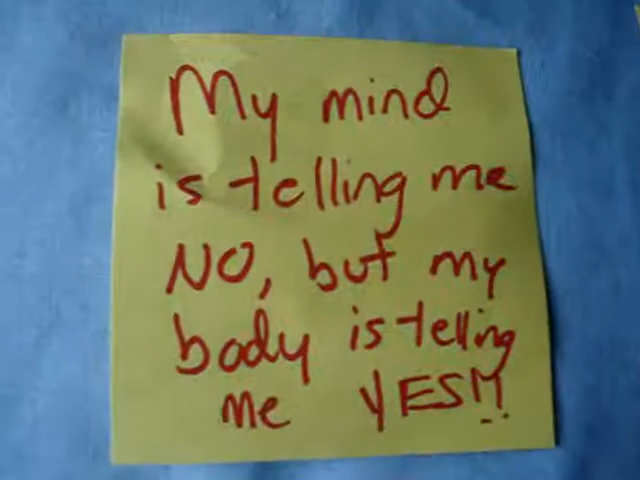 My mind
is telling me
NO, but my
body is telling
me YES!!